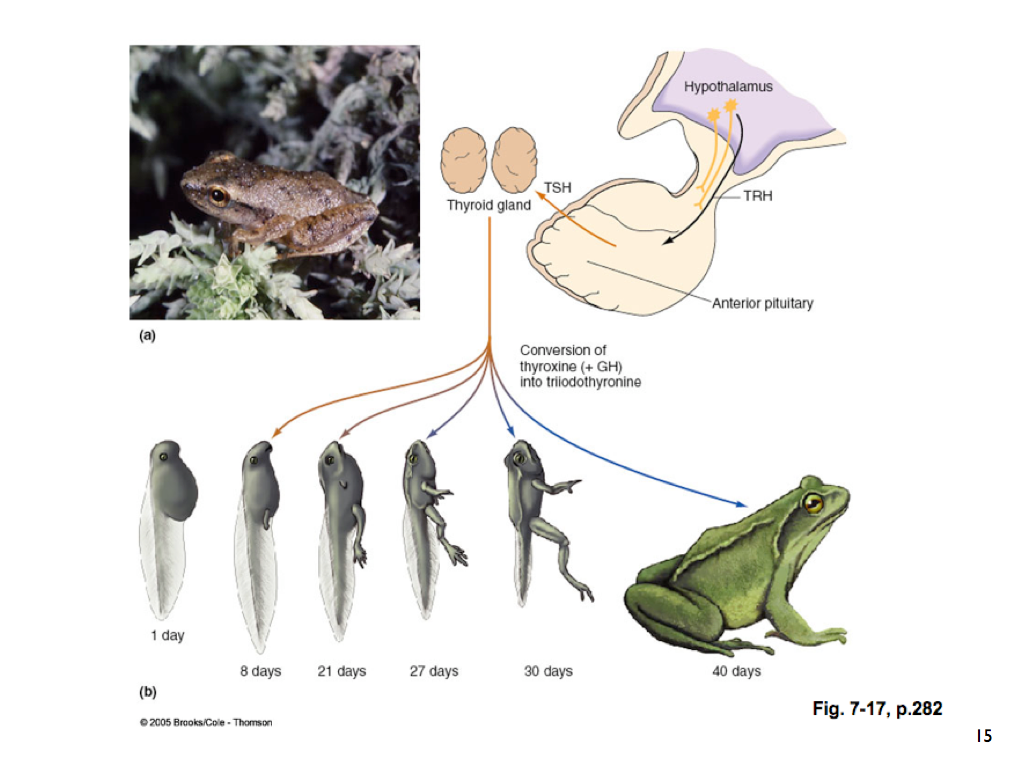 Hypothalamus
TSH
Thyroid gland
TRH
Anterior pituitary
(a)
Conversion of
thyroxine (+ GH)
into triiodothyronine
1 day
8 days
21 days
27 days
30 days
40 days
(b)
Fig. 7-17, p.282
© 2005 Brooks/Cole - Thomson
15